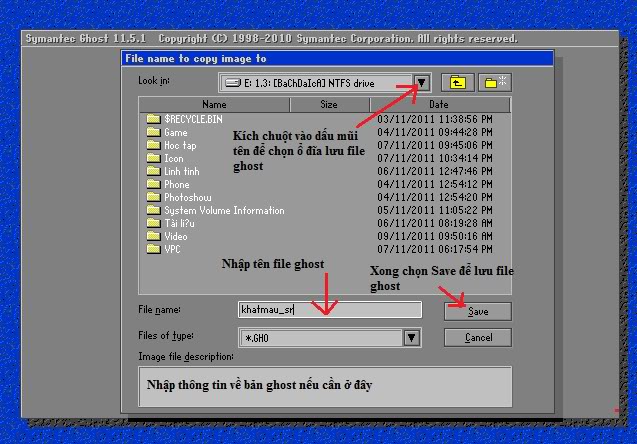 Symantec Ghost 11.5.1 Copyright (C) 1998-2010 Symantec Corporation. All rights reserved.
File name to copy image to
Look in: E: 1.3: [BaChDaIcA] NTFS drive
Name Size Date
$RECYCLE.BIN 03/11/2011 11:38:56 PM
Game 04/11/2011 09:44:28 PM
Hoc tap 07/11/2011 09:45:06 PM
Icon 07/11/2011 10:34:14 PM
Linh tinh 06/11/2011 12:47:46 PM
Phone 04/11/2011 12:54:12 PM
Photoshow 04/11/2011 12:54:20 PM
System Volume Information 05/11/2011 11:05:22 PM
Tài li?u 06/11/2011 08:19:28 AM
Video 09/11/2011 09:50:16 AM
VPC 07/11/2011 06:17:54 PM
Kích chuột vào dấu mũi
tên để chọn ổ đĩa lưu file
ghost
Nhập tên file ghost
Xong chọn Save để lưu file
ghost
File name: khatmau_sr
Save
Files of type: *.GHO
Cancel
Image file description:
Nhập thông tin về bản ghost nếu cần ở đây